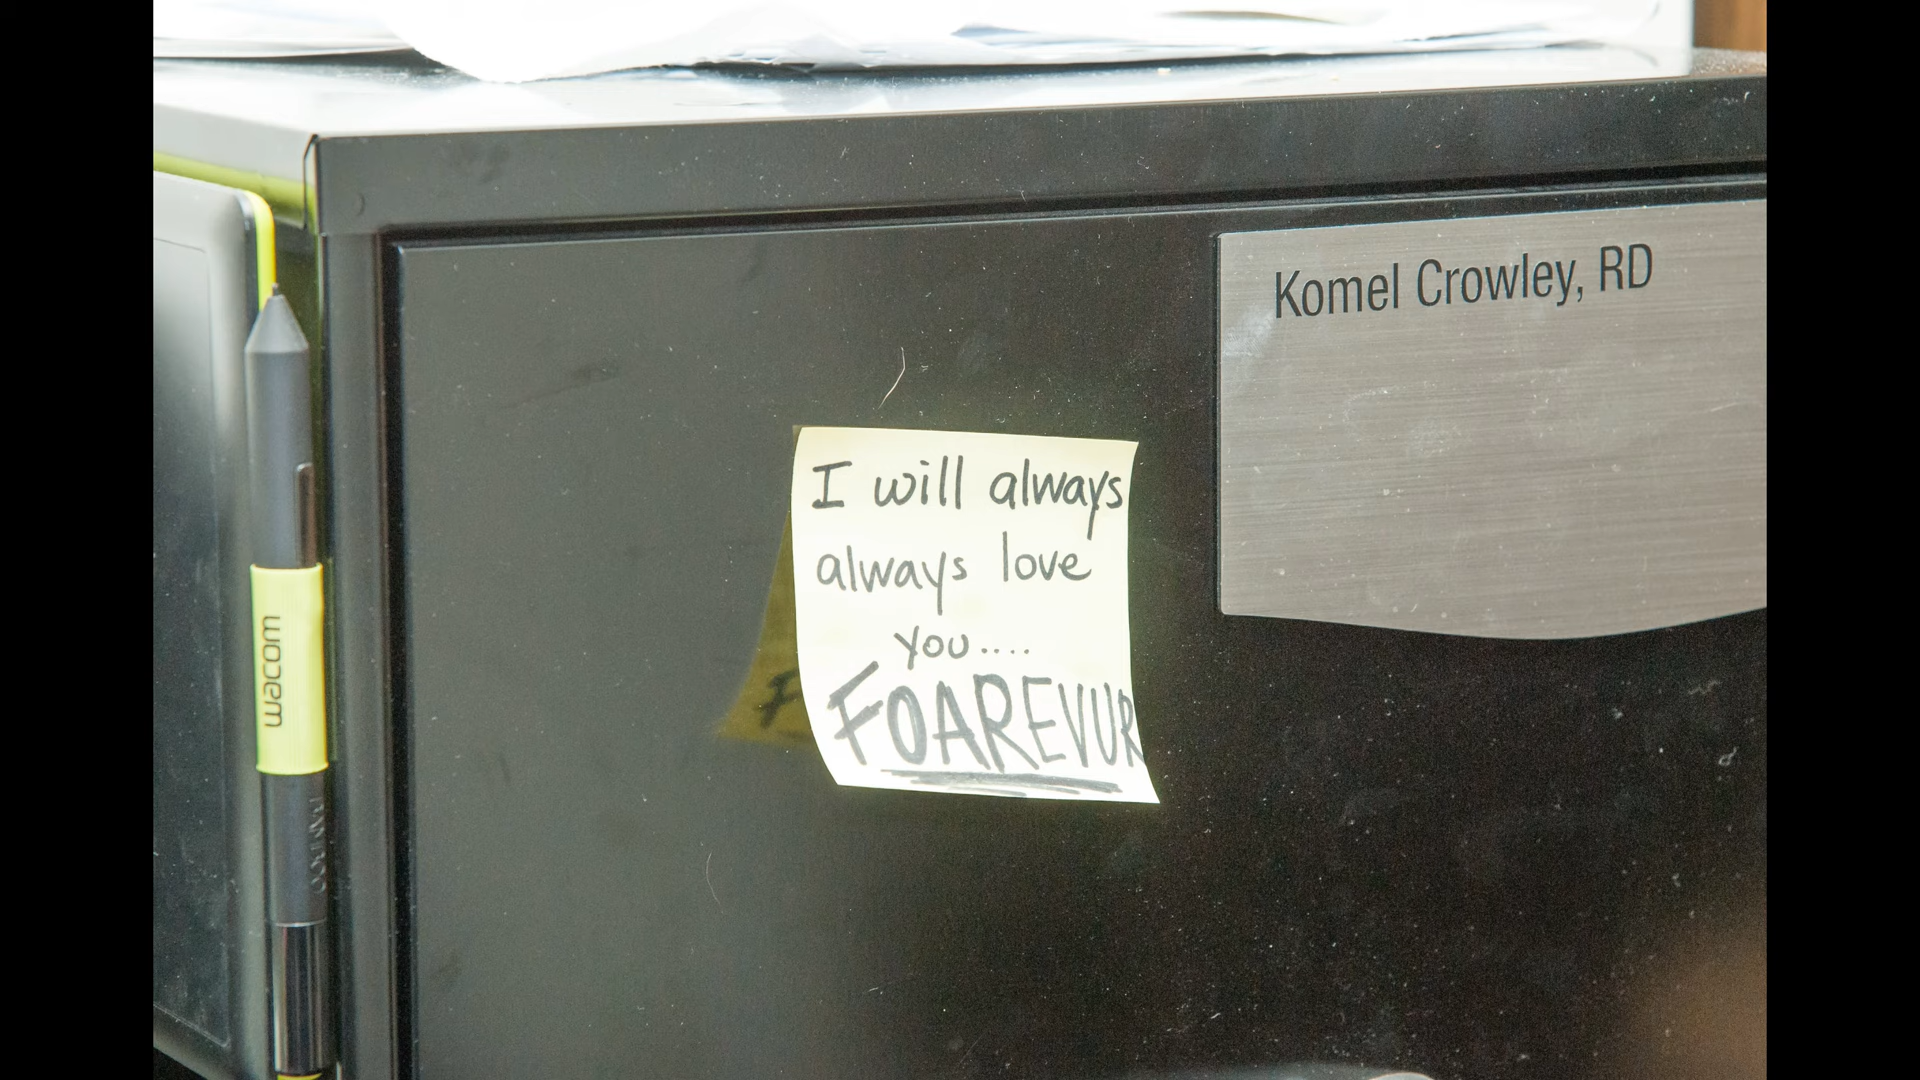 Komel Crowley, RD
I will always
always love
you....
FOAREVUR
wacom